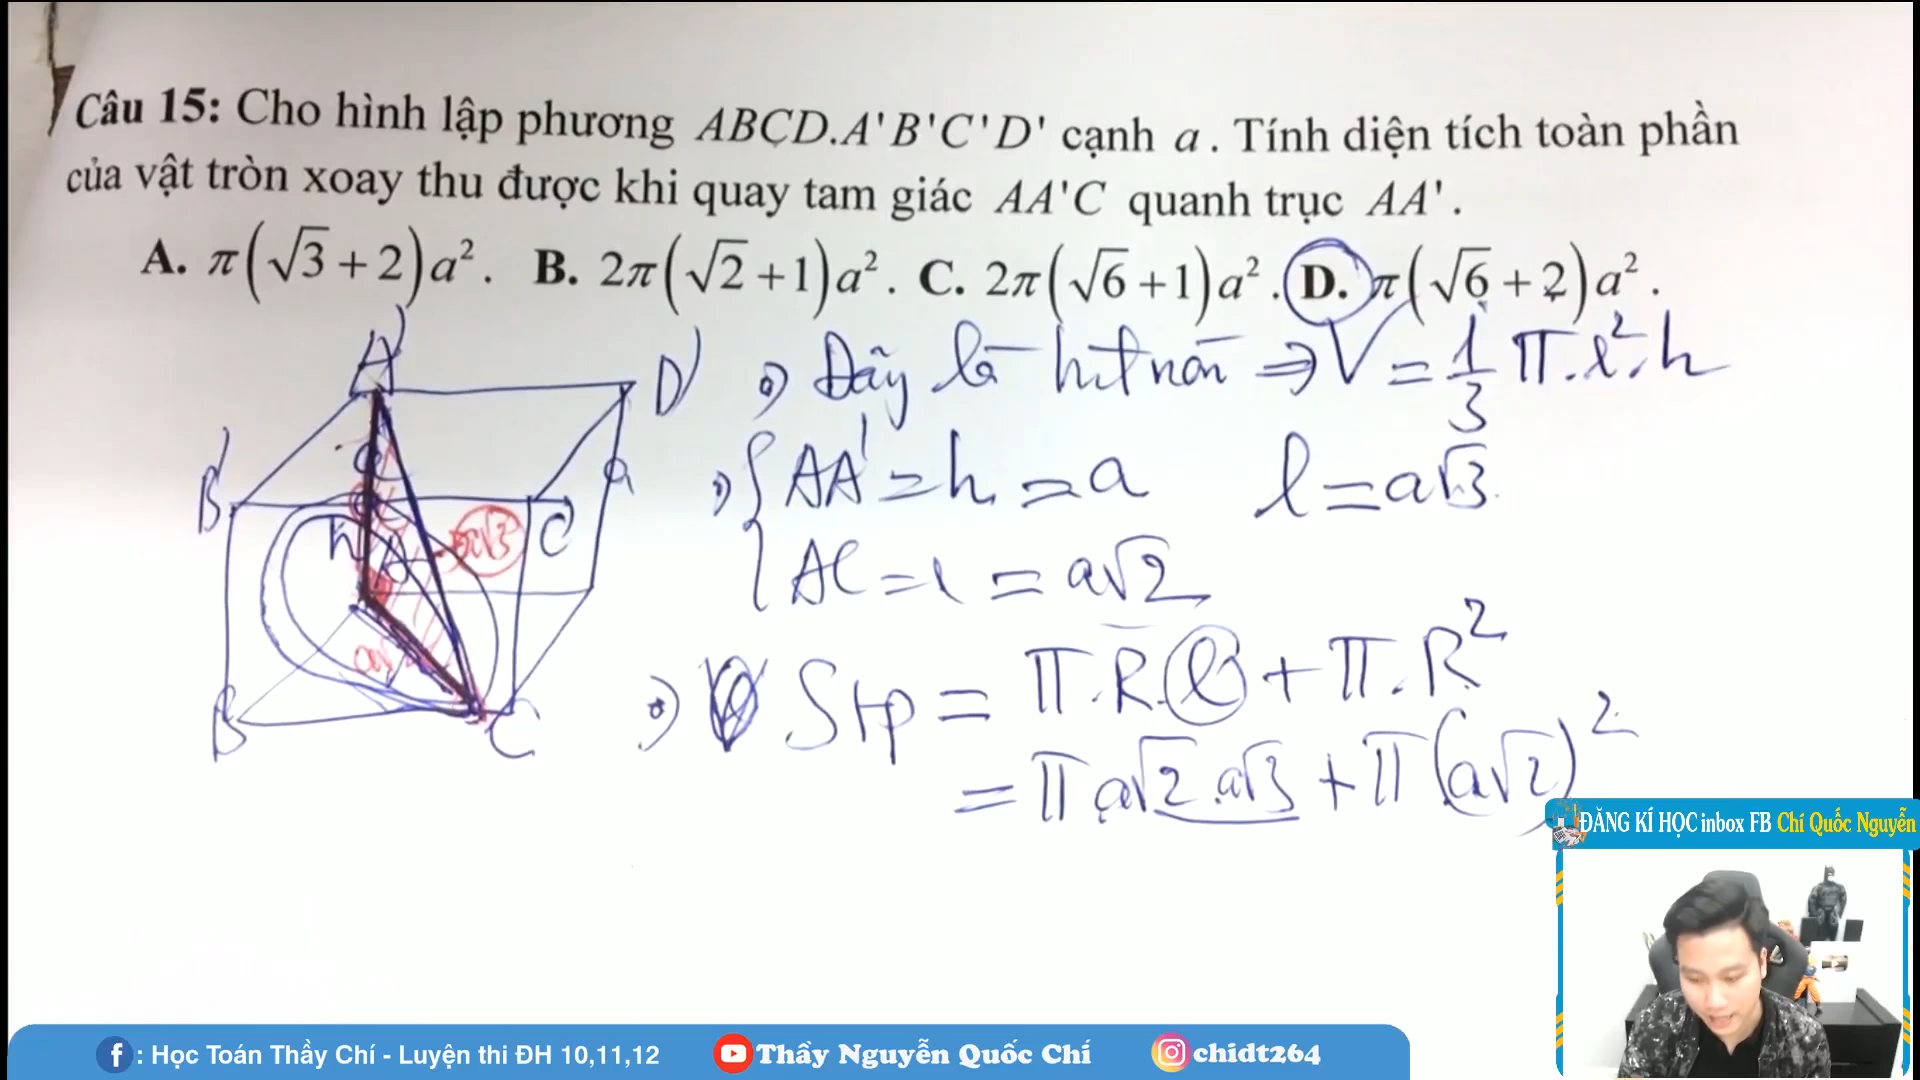 Câu 15: Cho hình lập phương ABCD.A'B'C'D' cạnh a. Tính diện tích toàn phần
của vật tròn xoay thu được khi quay tam giác AA'C quanh trục AA'.
A. π(√3+2)a². B. 2π(√2+1)a². C. 2π(√6+1)a². D. π(√6+2)a².
A'
D'
B'
C'
a
h
A
a√3
B
C
Đây là ht nón => V = 1/3 π.r².h
AA' = h = a
l = a√3
AC = r = a√2
Stp = π.R.l + π.R²
= π a√2.a√3 + π(a√2)²
ĐĂNG KÍ HỌC inbox FB Chí Quốc Nguyễn
: Học Toán Thầy Chí - Luyện thi ĐH 10,11,12
Thầy Nguyễn Quốc Chí
chidt264